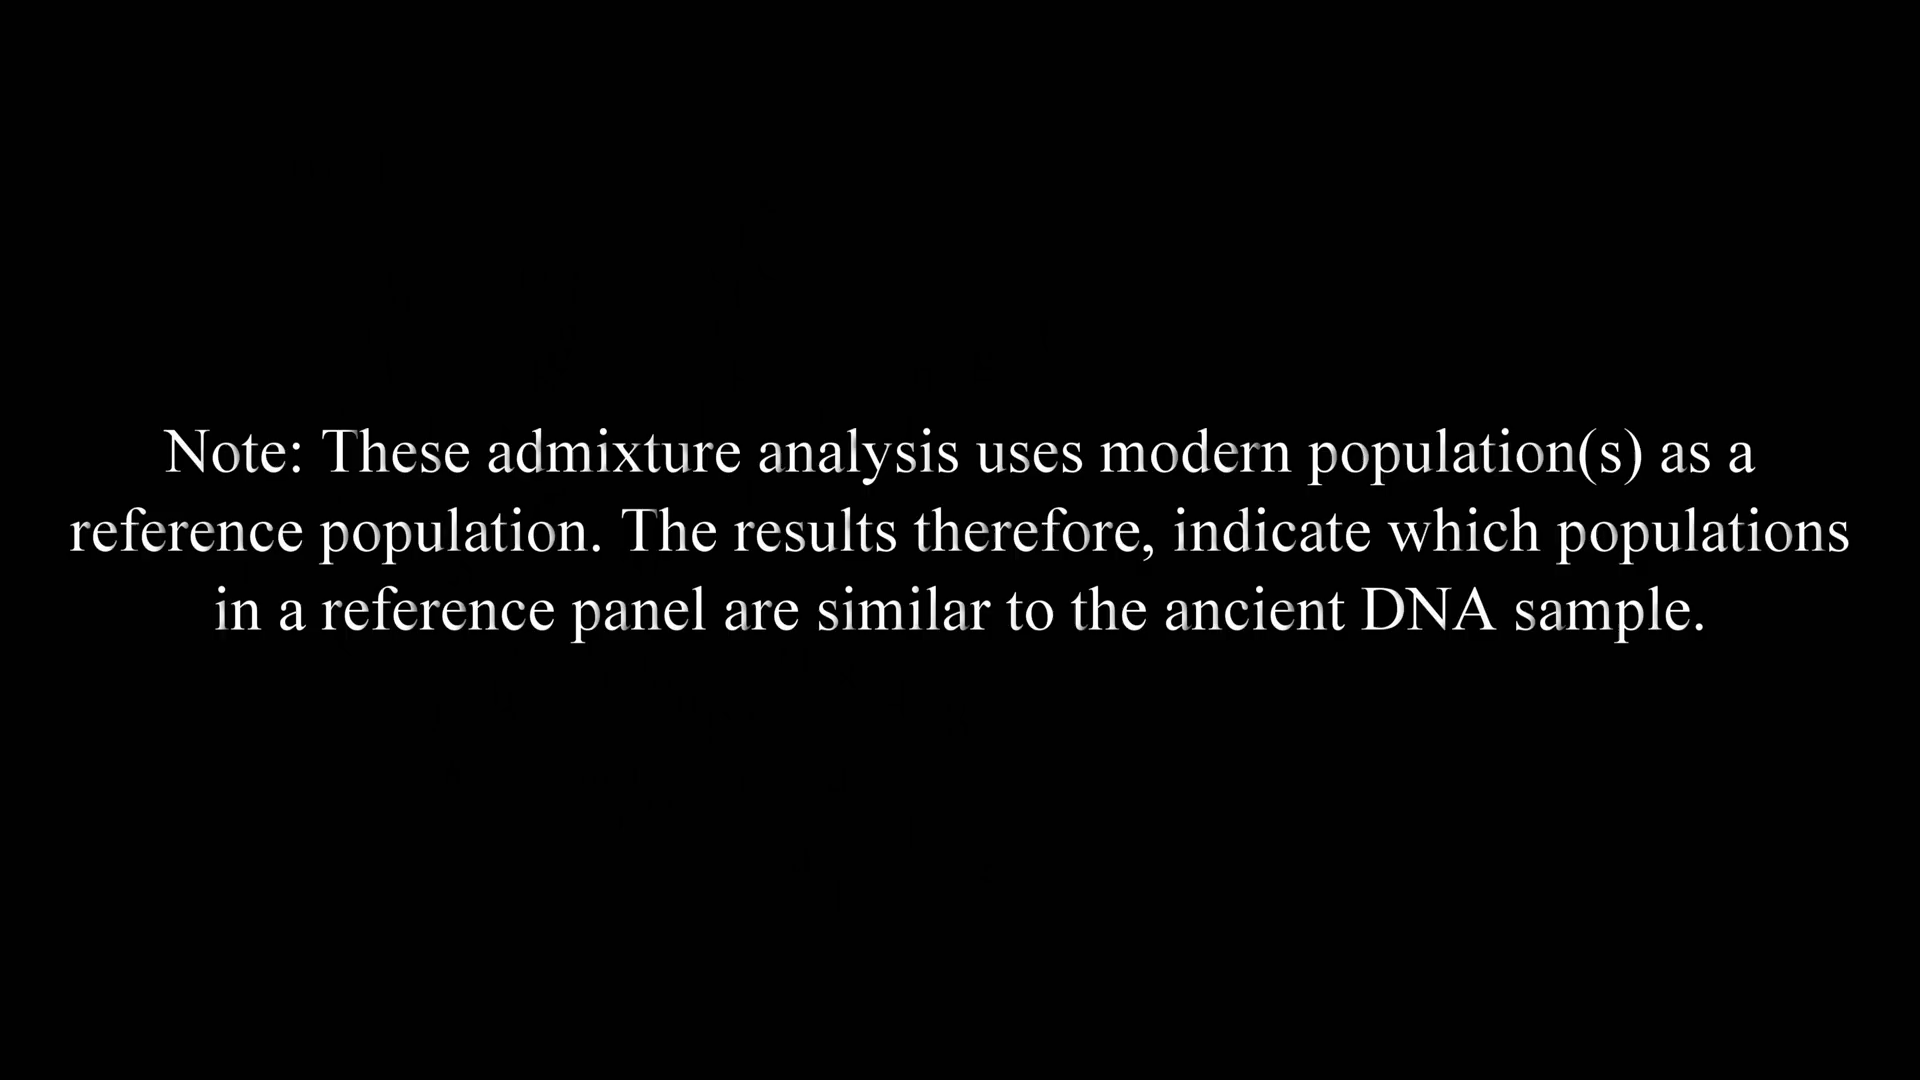 Note: These admixture analysis uses modern population(s) as a
reference population. The results therefore, indicate which populations
in a reference panel are similar to the ancient DNA sample.